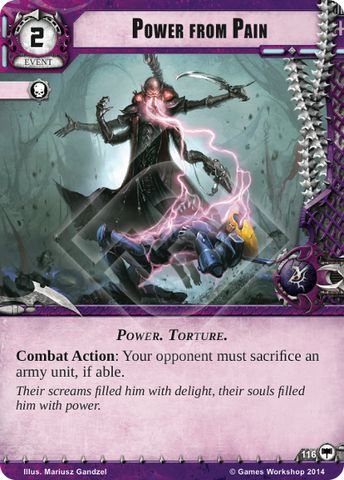 2
POWER FROM PAIN
EVENT
POWER. TORTURE.
Combat Action: Your opponent must sacrifice an
army unit, if able.
Their screams filled him with delight, their souls filled
him with power.
116
Illus. Mariusz Gandzel
© Games Workshop 2014